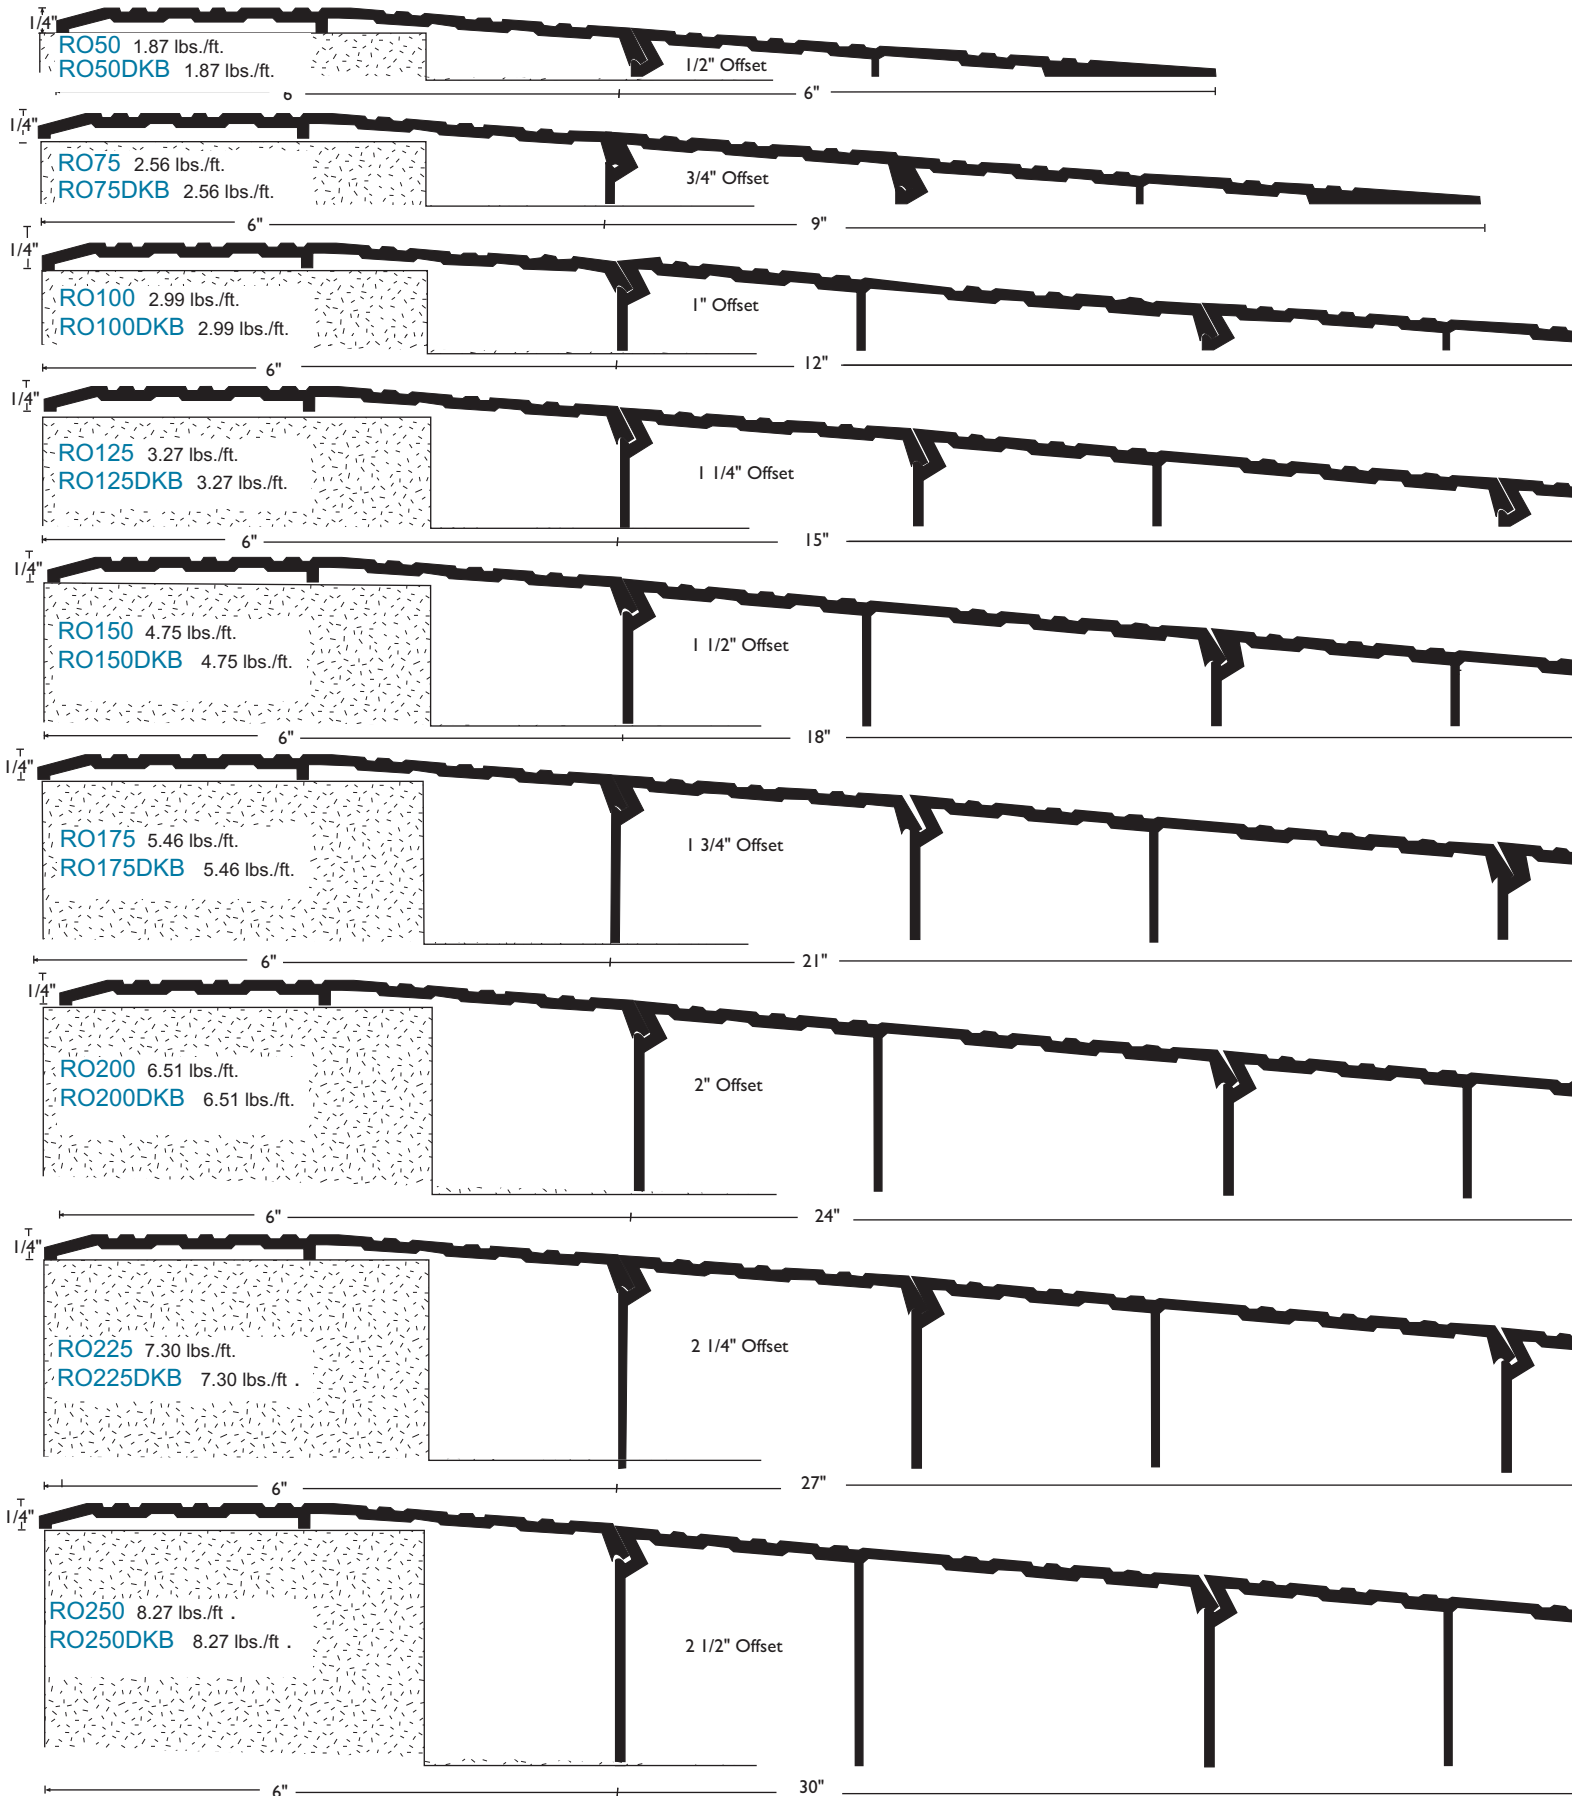 1/4"
RO50 1.87 lbs./ft.
RO50DKB 1.87 lbs./ft.
1/2" Offset
6"
1/4"
RO75 2.56 lbs./ft.
RO75DKB 2.56 lbs./ft.
3/4" Offset
6" 9"
1/4"
RO100 2.99 lbs./ft.
RO100DKB 2.99 lbs./ft.
1" Offset
6" 12"
1/4"
RO125 3.27 lbs./ft.
RO125DKB 3.27 lbs./ft.
1 1/4" Offset
6" 15"
1/4"
RO150 4.75 lbs./ft.
RO150DKB 4.75 lbs./ft.
1 1/2" Offset
6" 18"
1/4"
RO175 5.46 lbs./ft.
RO175DKB 5.46 lbs./ft.
1 3/4" Offset
6" 21"
1/4"
RO200 6.51 lbs./ft.
RO200DKB 6.51 lbs./ft.
2" Offset
6" 24"
1/4"
RO225 7.30 lbs./ft.
RO225DKB 7.30 lbs./ft .
2 1/4" Offset
6" 27"
1/4"
RO250 8.27 lbs./ft .
RO250DKB 8.27 lbs./ft .
2 1/2" Offset
6" 30"